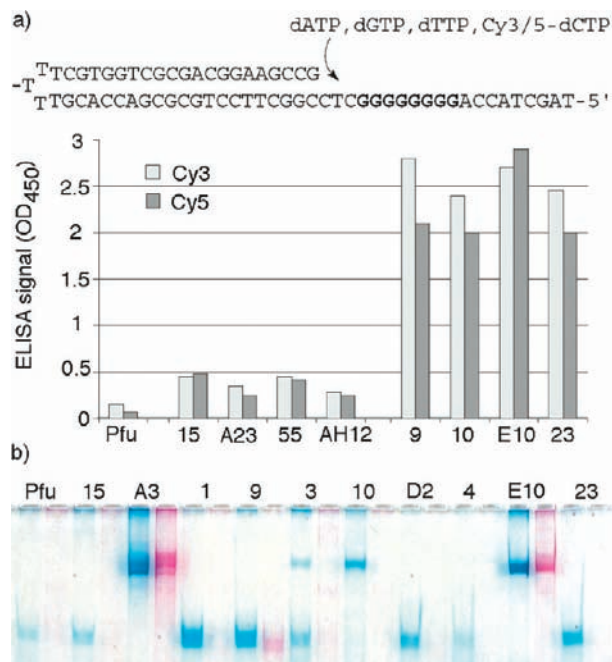 a)
dATP,dGTP,dTTP,Cy3/5-dCTP
TTCGTGGTCGCGACGGAAGCCG
-T
TTGCACCAGCGCGTCCTTCGGCCTCGGGGGGGGGACCATCGAT-5'
ELISA signal (OD450)
3
2.5
2
1.5
1
0.5
0
Cy3
Cy5
Pfu 15 A23 55 AH12 9 10 E10 23
b)
Pfu 15 A3 1 9 3 10 D2 4 E10 23